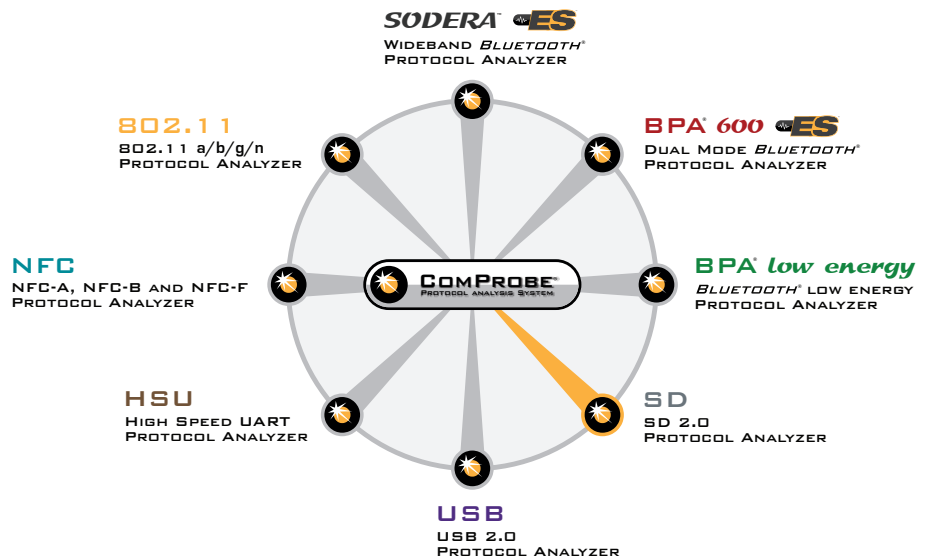 SODERA™ ES
WIDEBAND BLUETOOTH®
PROTOCOL ANALYZER
802.11
802.11 a/b/g/n
PROTOCOL ANALYZER
BPA® 600 ES
DUAL MODE BLUETOOTH®
PROTOCOL ANALYZER
NFC
NFC-A, NFC-B AND NFC-F
PROTOCOL ANALYZER
COMPROBE®
PROTOCOL ANALYSIS SYSTEM
BPA® low energy
BLUETOOTH® LOW ENERGY
PROTOCOL ANALYZER
HSU
HIGH SPEED UART
PROTOCOL ANALYZER
SD
SD 2.0
PROTOCOL ANALYZER
USB
USB 2.0
PROTOCOL ANALYZER